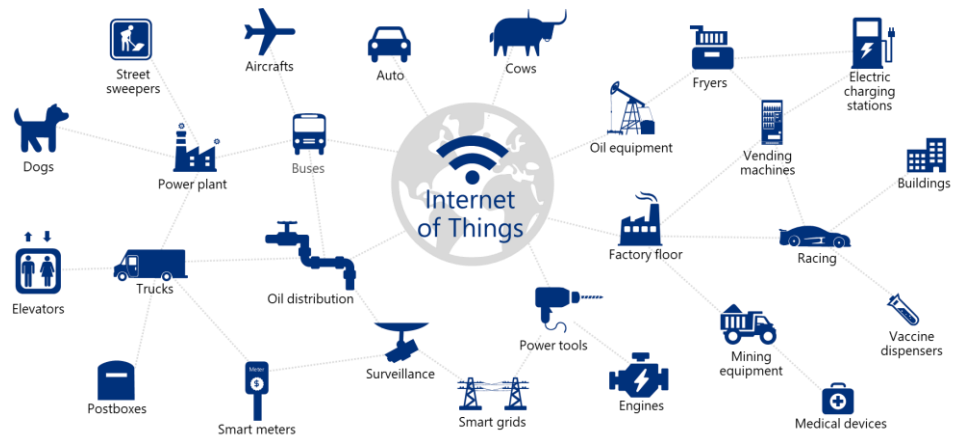 Street
sweepers
Aircrafts
Auto
Cows
Fryers
Electric
charging
stations
Dogs
Power plant
Buses
Oil equipment
Vending
machines
Buildings
Internet
of Things
Elevators
Trucks
Oil distribution
Factory floor
Racing
Postboxes
Meter
$
Smart meters
Surveillance
Smart grids
Power tools
Engines
Mining
equipment
Vaccine
dispensers
Medical devices